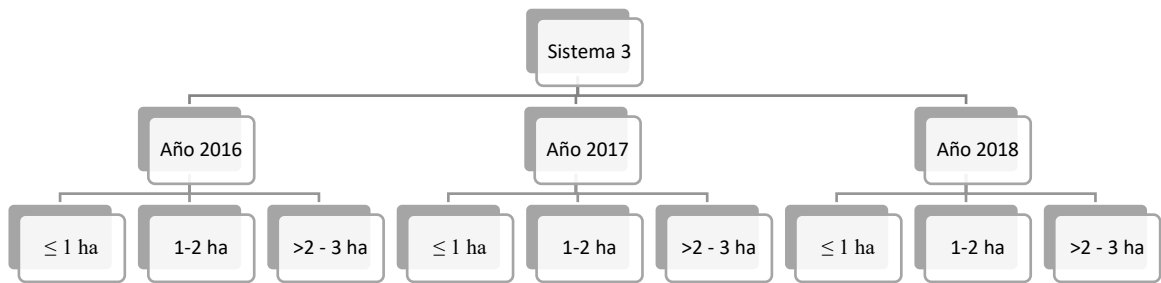 Sistema 3
Año 2016
Año 2017
Año 2018
≤ 1 ha
1-2 ha
>2 - 3 ha
≤ 1 ha
1-2 ha
>2 - 3 ha
≤ 1 ha
1-2 ha
>2 - 3 ha